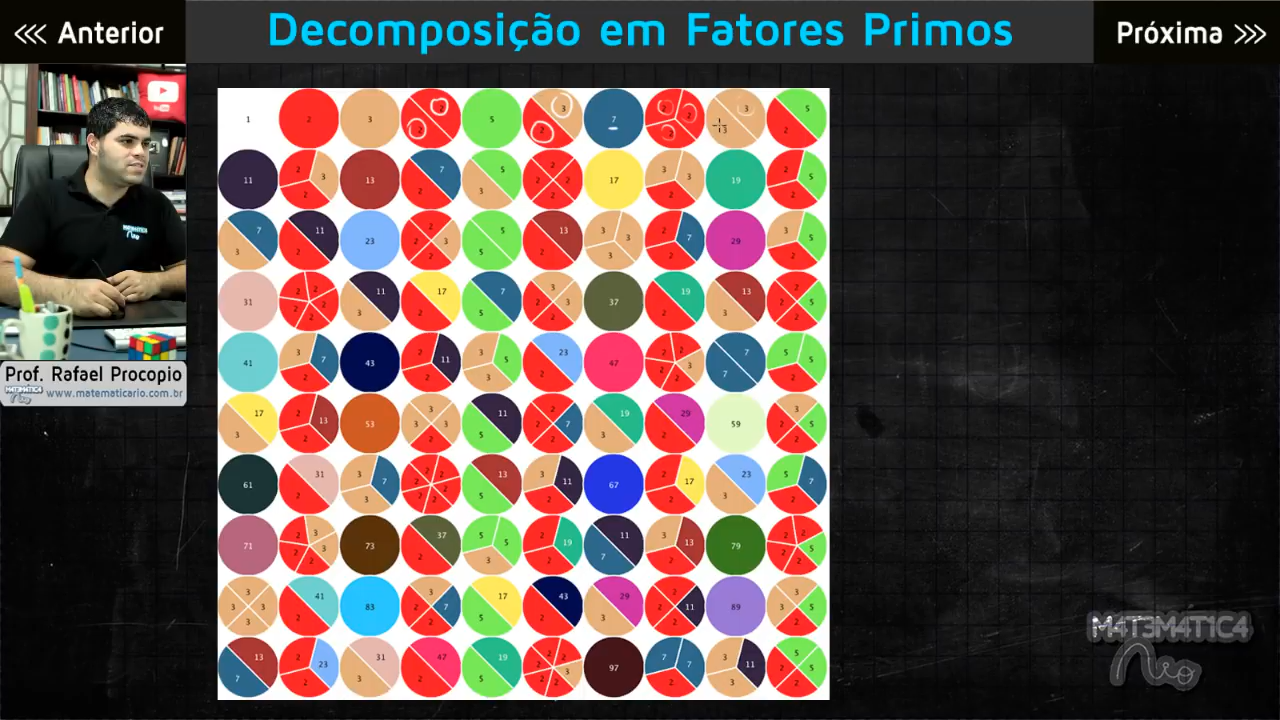 <<< Anterior
Decomposição em Fatores Primos
Próxima >>>
1 2 3 2 2 5 3 2 7 2 2 2 3 3 5 2
11 2 3 2 13 7 2 5 3 2 2 2 2 17 3 3 2 19 2 5 2
7 3 11 2 23 2 2 3 2 5 5 13 2 3 3 3 2 7 2 29 3 5 2
31 2 2 2 2 2 11 3 17 2 7 5 3 2 3 2 37 19 2 13 3 2 2 5 2
41 3 7 2 43 2 11 2 3 5 3 23 2 47 2 2 2 3 2 7 7 5 5 2
17 3 2 13 2 53 3 3 3 2 11 5 2 2 7 2 19 3 29 2 59 3 2 5 2
61 31 2 3 7 3 2 2 2 2 2 2 13 5 3 11 2 67 2 17 2 23 3 5 7 2
71 2 3 2 3 2 73 37 2 5 5 3 2 19 2 11 7 3 13 2 79 2 2 2 5 2
3 3 3 3 41 2 83 3 2 7 2 17 5 43 2 29 3 2 2 11 2 89 3 3 5 2
13 7 2 23 2 31 3 47 2 19 5 2 2 2 3 2 2 97 7 7 2 3 11 3 5 2 5 2
Prof. Rafael Procopio
MATEMÁTICA
Rio
www.matematicario.com.br
M4T3M4T1C4
Rio